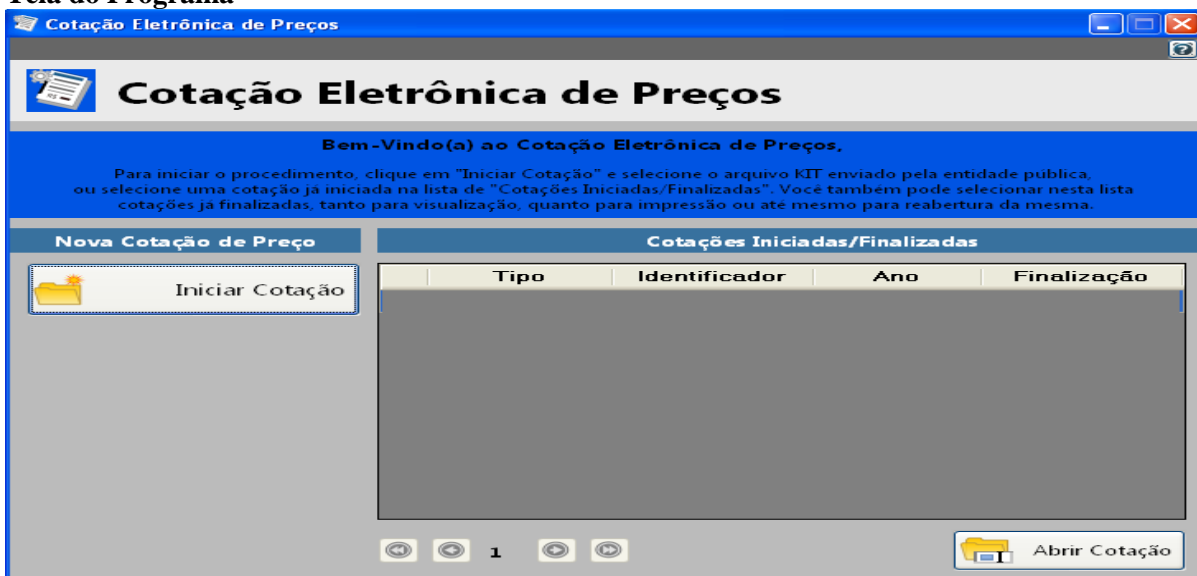 Tela do Programa
Cotação Eletrônica de Preços
Cotação Eletrônica de Preços
Bem-Vindo(a) ao Cotação Eletrônica de Preços,
Para iniciar o procedimento, clique em "Iniciar Cotação" e selecione o arquivo KIT enviado pela entidade pública,
ou selecione uma cotação já iniciada na lista de "Cotações Iniciadas/Finalizadas". Você também pode selecionar nesta lista
cotações já finalizadas, tanto para visualização, quanto para impressão ou até mesmo para reabertura da mesma.
Nova Cotação de Preço
Cotações Iniciadas/Finalizadas
Iniciar Cotação
Tipo Identificador Ano Finalização
1
Abrir Cotação